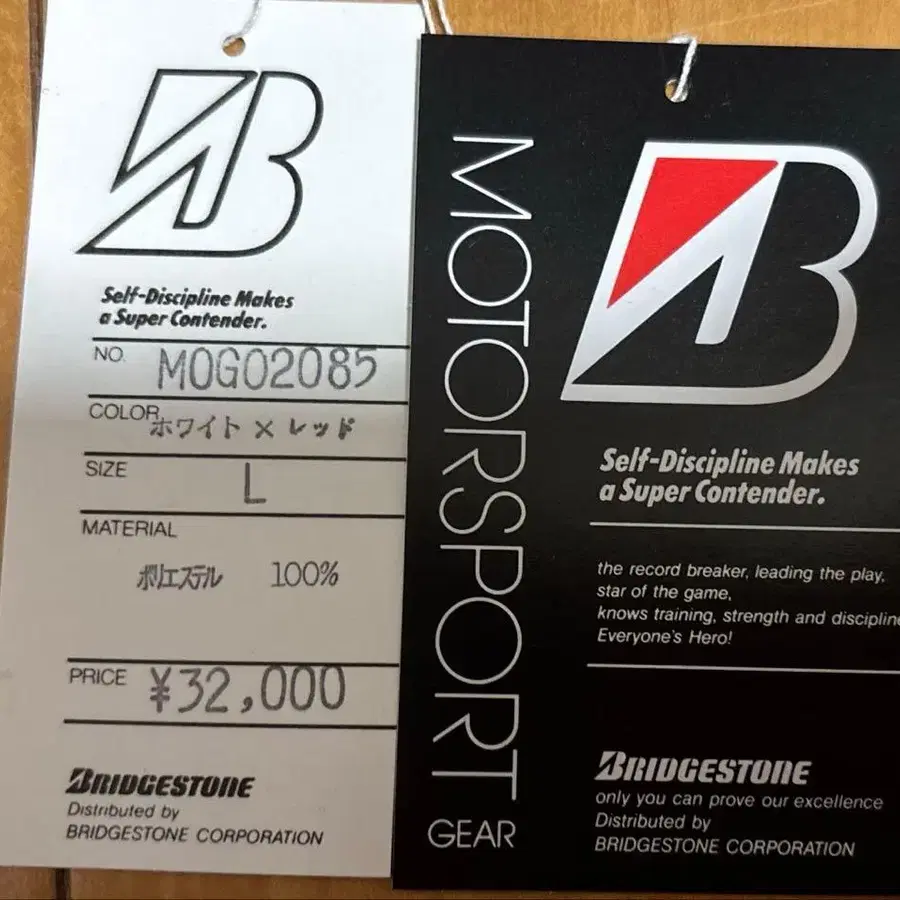 B
Self-Discipline Makes
a Super Contender.
NO. MOG02085
COLOR ホワイト × レッド
SIZE L
MATERIAL
ポリエステル 100%
PRICE ¥32,000
BRIDGESTONE
Distributed by
BRIDGESTONE CORPORATION
MOTORSPORT
GEAR
B
Self-Discipline Makes
a Super Contender.
the record breaker, leading the play,
star of the game,
knows training, strength and discipline
Everyone's Hero!
BRIDGESTONE
only you can prove our excellence
Distributed by
BRIDGESTONE CORPORATION